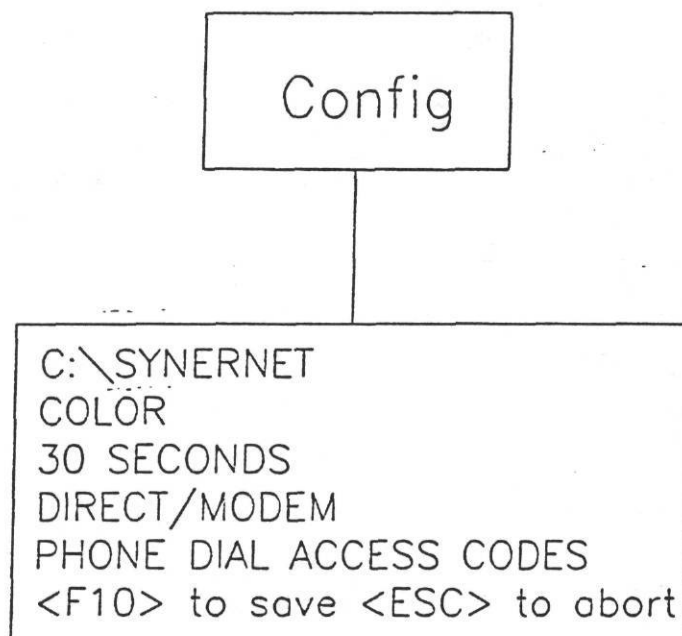 Config
C:\SYNERNET
COLOR
30 SECONDS
DIRECT/MODEM
PHONE DIAL ACCESS CODES
<F10> to save <ESC> to abort